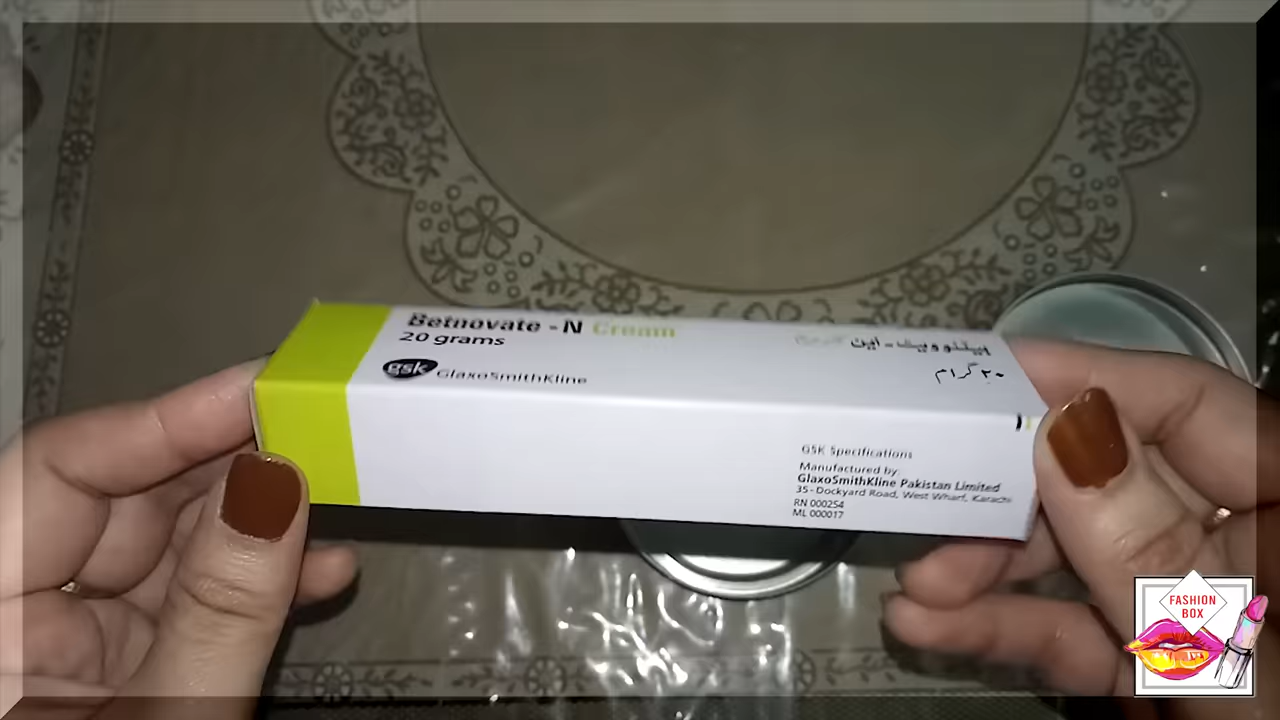 Betnovate - N Cream
20 grams
gsk GlaxoSmithKline
بیٹنوویٹ - این کریم
۲۰ گرام
GSK Specifications
Manufactured by:
GlaxoSmithKline Pakistan Limited
35 - Dockyard Road, West Wharf, Karachi
RN 000254
ML 000017
FASHION
BOX